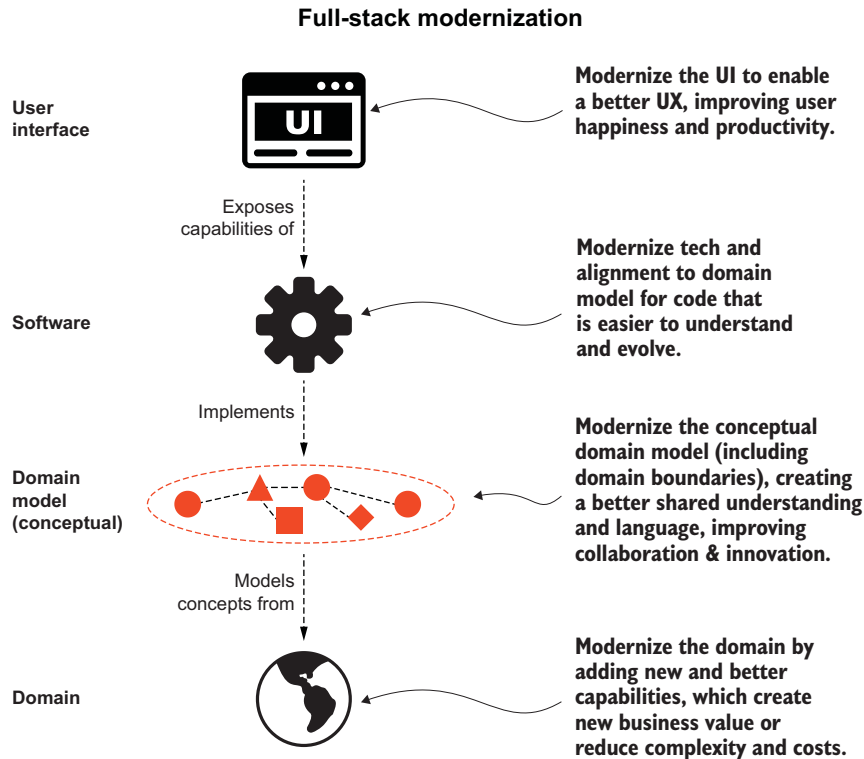 Full-stack modernization
User
interface
UI
Modernize the UI to enable
a better UX, improving user
happiness and productivity.
Exposes
capabilities of
Software
Modernize tech and
alignment to domain
model for code that
is easier to understand
and evolve.
Implements
Domain
model
(conceptual)
Modernize the conceptual
domain model (including
domain boundaries), creating
a better shared understanding
and language, improving
collaboration & innovation.
Models
concepts from
Domain
Modernize the domain by
adding new and better
capabilities, which create
new business value or
reduce complexity and costs.